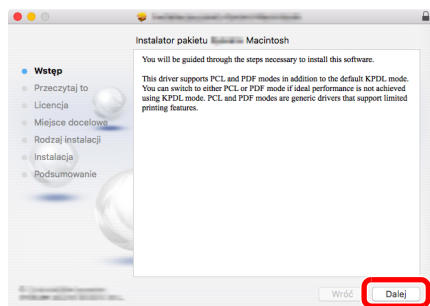 Instalator pakietu Macintosh
Wstęp
Przeczytaj to
Licencja
Miejsce docelowe
Rodzaj instalacji
Instalacja
Podsumowanie
You will be guided through the steps necessary to install this software.
This driver supports PCL and PDF modes in addition to the default KPDL mode.
You can switch to either PCL or PDF mode if ideal performance is not achieved
using KPDL mode. PCL and PDF modes are generic drivers that support limited
printing features.
Wróć
Dalej